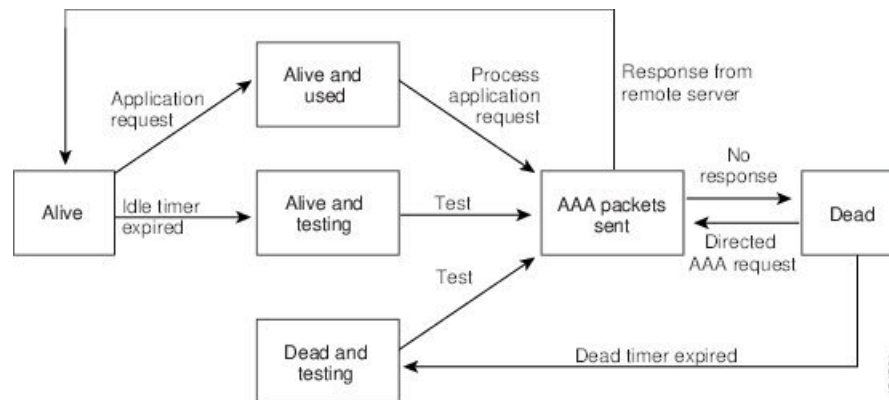 Alive and
used
Process
application
request
Response from
remote server
Application
request
No
response
Alive
Idle timer
expired
Alive and
testing
Test
AAA packets
sent
Dead
Directed
AAA request
Test
Dead and
testing
Dead timer expired